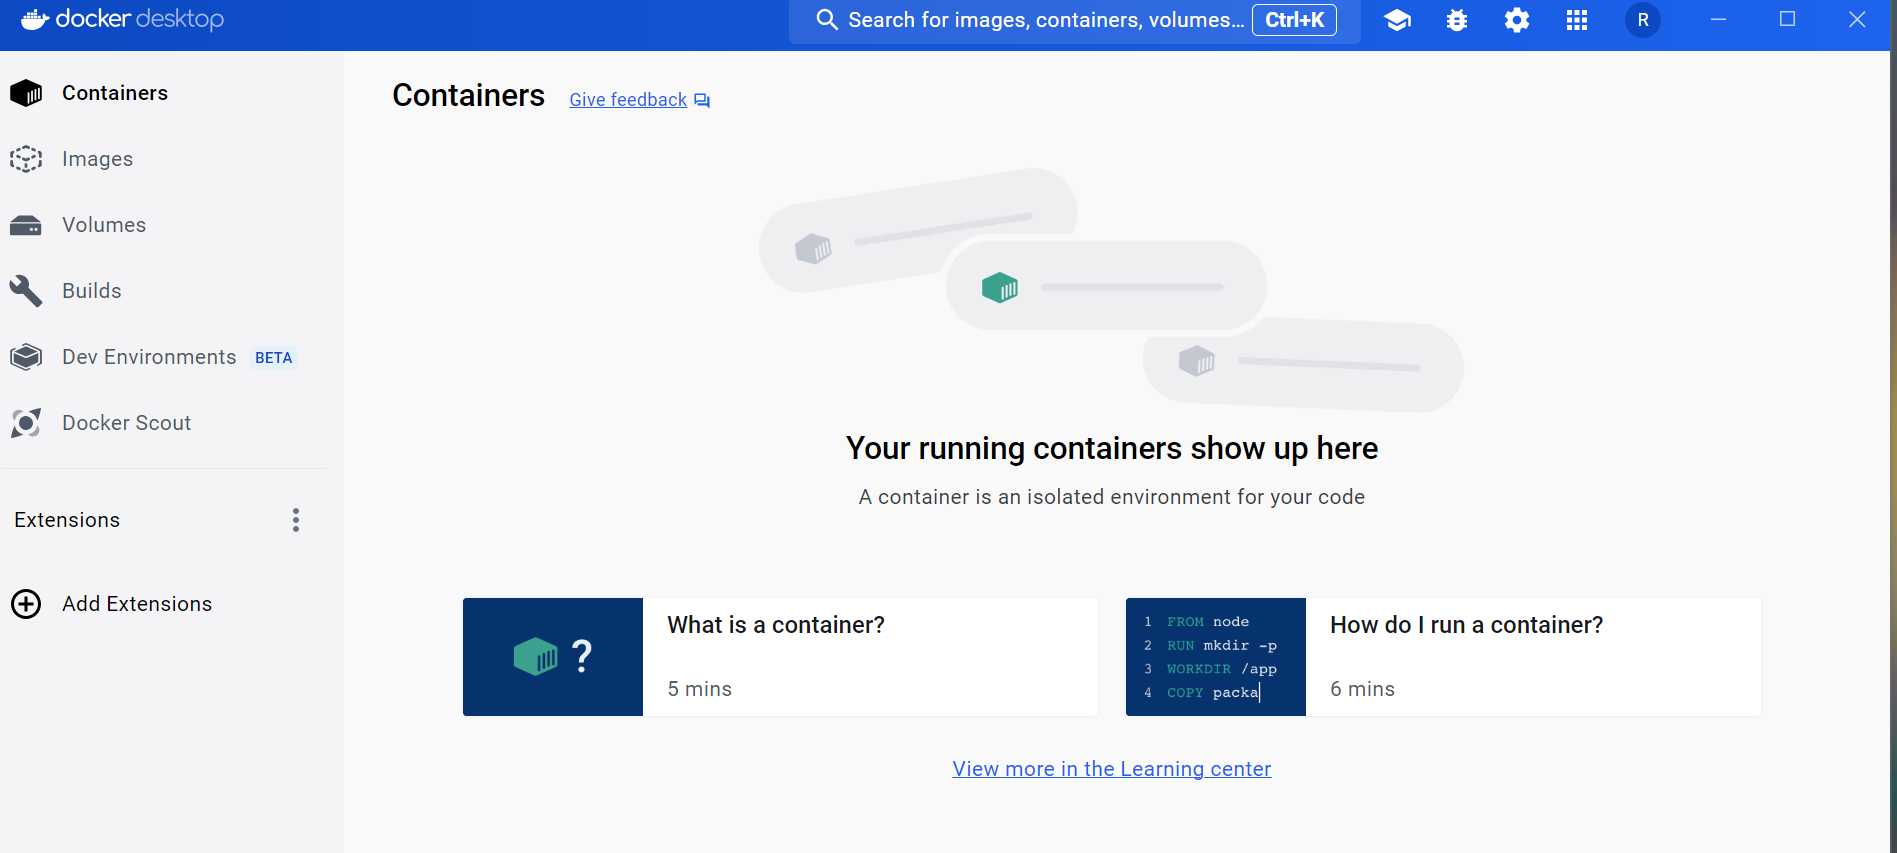 docker desktop
Search for images, containers, volumes... Ctrl+K
R
Containers
Images
Volumes
Builds
Dev Environments BETA
Docker Scout
Extensions
Add Extensions
Containers Give feedback
Your running containers show up here
A container is an isolated environment for your code
?
What is a container?
5 mins
1 FROM node
2 RUN mkdir -p
3 WORKDIR /app
4 COPY packa
How do I run a container?
6 mins
View more in the Learning center